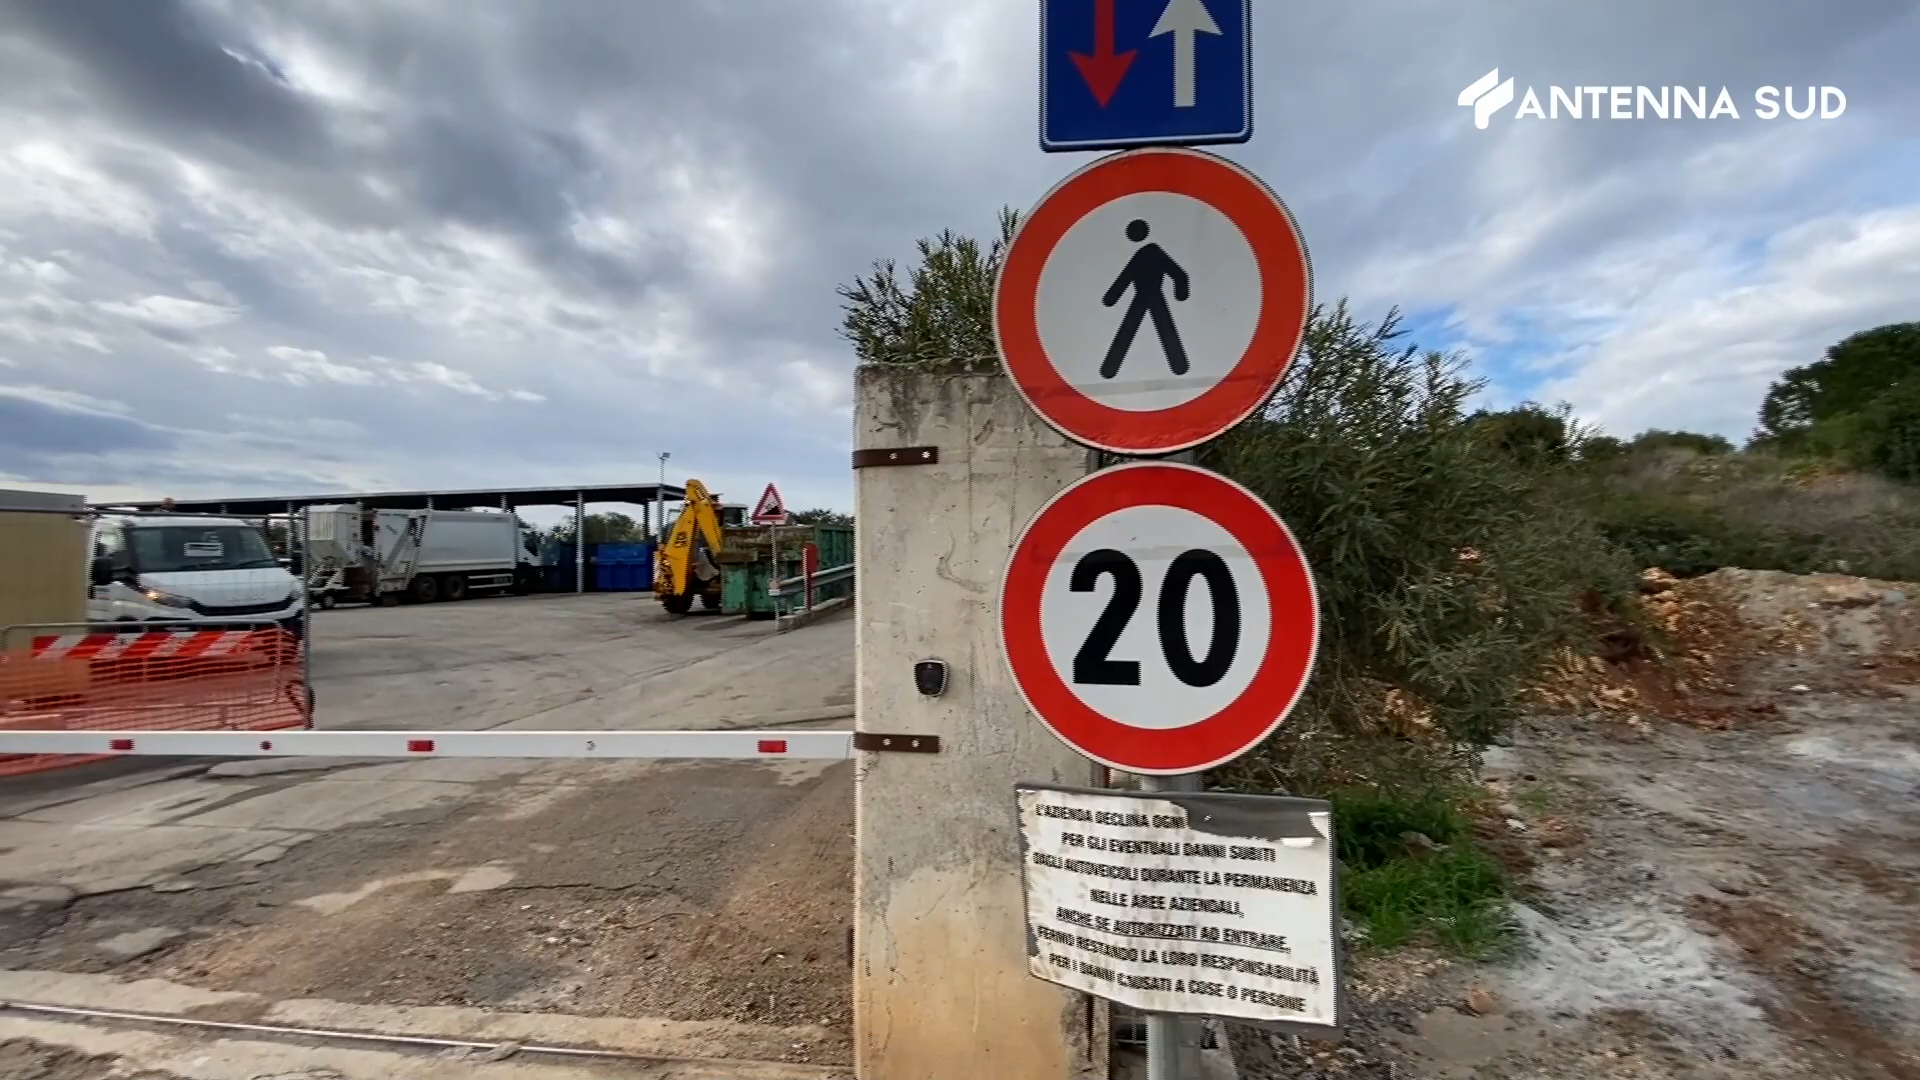 ANTENNA SUD
20
L'AZIENDA DECLINA OGNI
PER GLI EVENTUALI DANNI SUBITI
DAGLI AUTOVEICOLI DURANTE LA PERMANENZA
NELLE AREE AZIENDALI,
ANCHE SE AUTORIZZATI AD ENTRARE,
FERMO RESTANDO LA LORO RESPONSABILITÀ
PER I DANNI CAUSATI A COSE O PERSONE